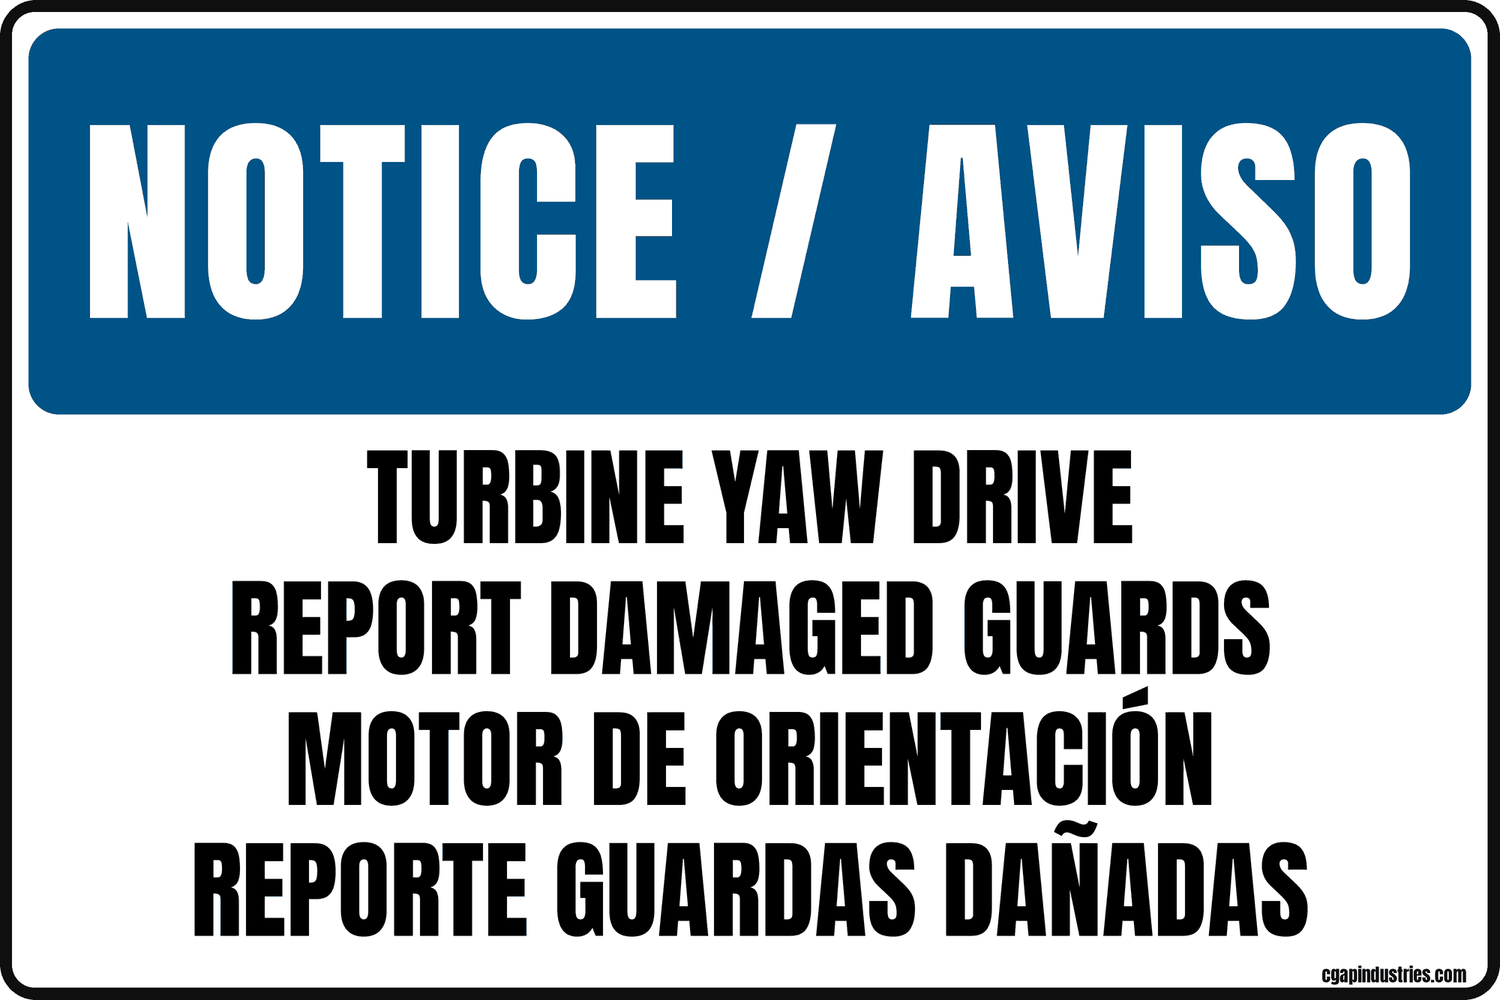 NOTICE / AVISO
TURBINE YAW DRIVE
REPORT DAMAGED GUARDS
MOTOR DE ORIENTACIÓN
REPORTE GUARDAS DAÑADAS
cgapindustries.com